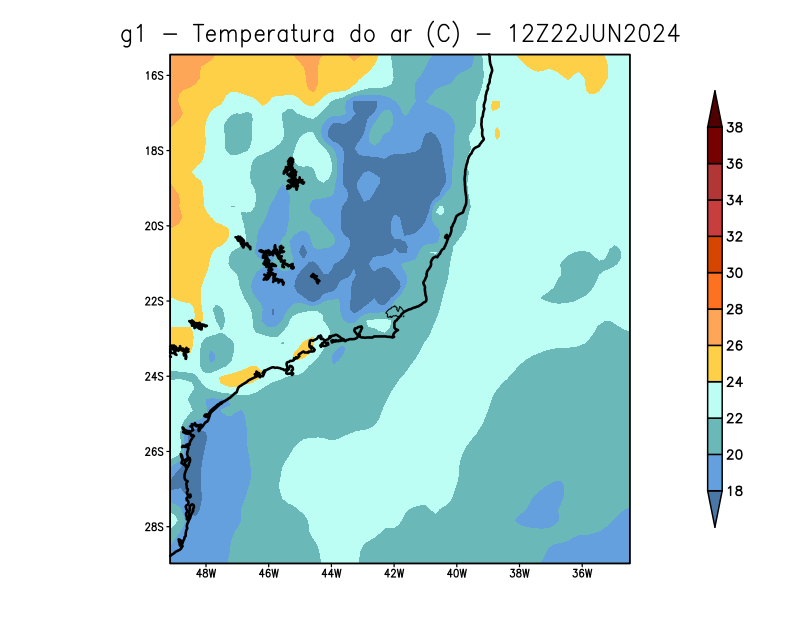 g1 − Temperatura do ar (C) − 12Z22JUN2024
16S
18S
20S
22S
24S
26S
28S
48W
46W
44W
42W
40W
38W
36W
38
36
34
32
30
28
26
24
22
20
18